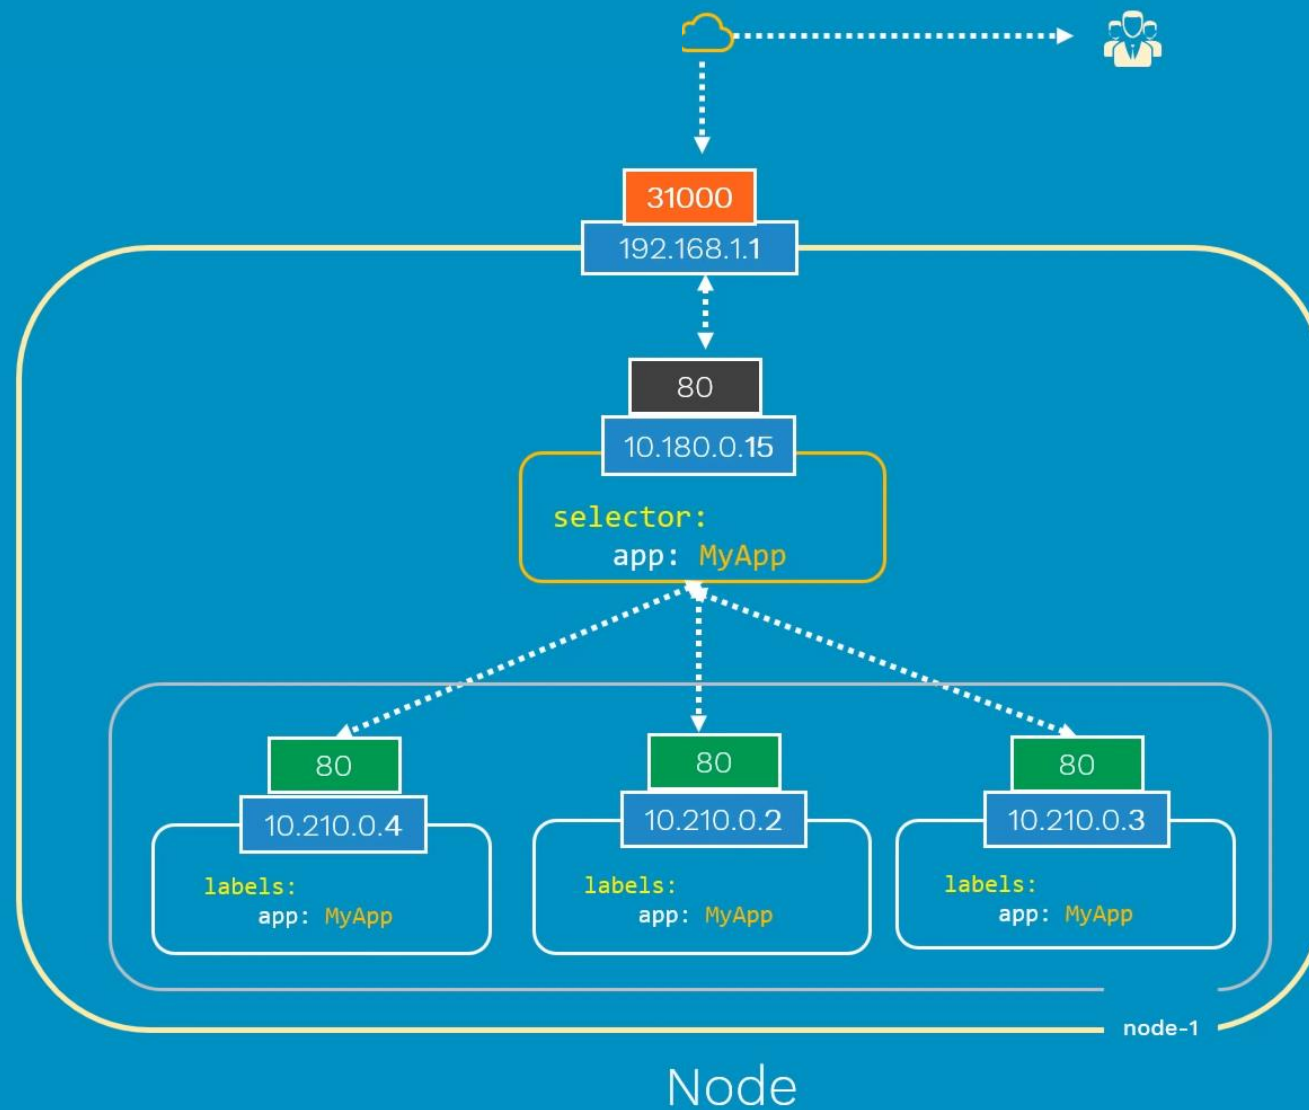 31000
192.168.1.1
80
10.180.0.15
selector:
app: MyApp
80
10.210.0.4
labels:
app: MyApp
80
10.210.0.2
labels:
app: MyApp
80
10.210.0.3
labels:
app: MyApp
node-1
Node